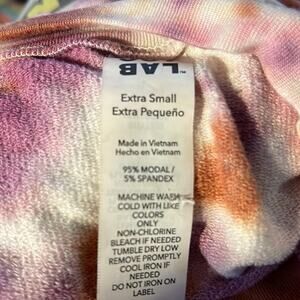 LAB™
Extra Small
Extra Pequeño
Made in Vietnam
Hecho en Vietnam
95% MODAL/
5% SPANDEX
MACHINE WASH
COLD WITH LIKE
COLORS
ONLY
NON-CHLORINE
BLEACH IF NEEDED
TUMBLE DRY LOW
REMOVE PROMPTLY
COOL IRON IF
NEEDED
DO NOT IRON ON
LABEL